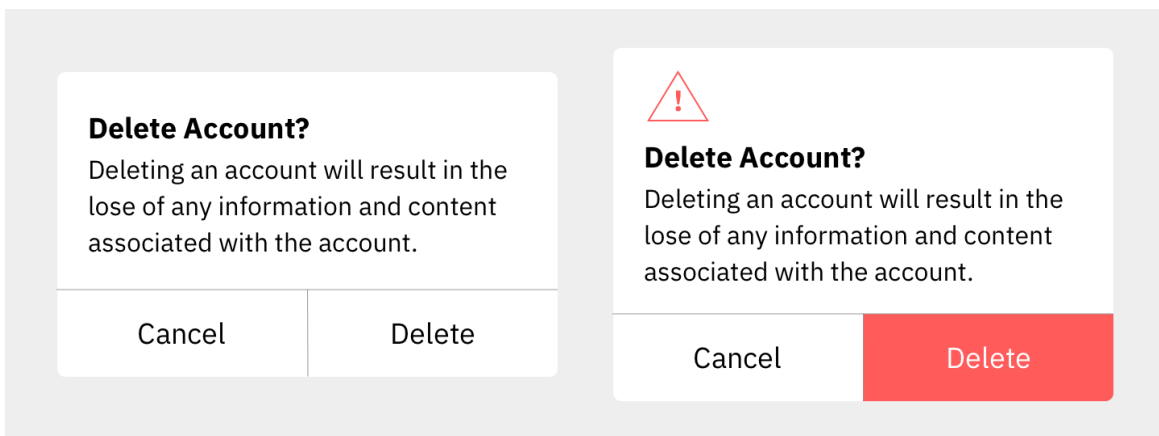 Delete Account?
Deleting an account will result in the
lose of any information and content
associated with the account.
Cancel
Delete
!
Delete Account?
Deleting an account will result in the
lose of any information and content
associated with the account.
Cancel
Delete